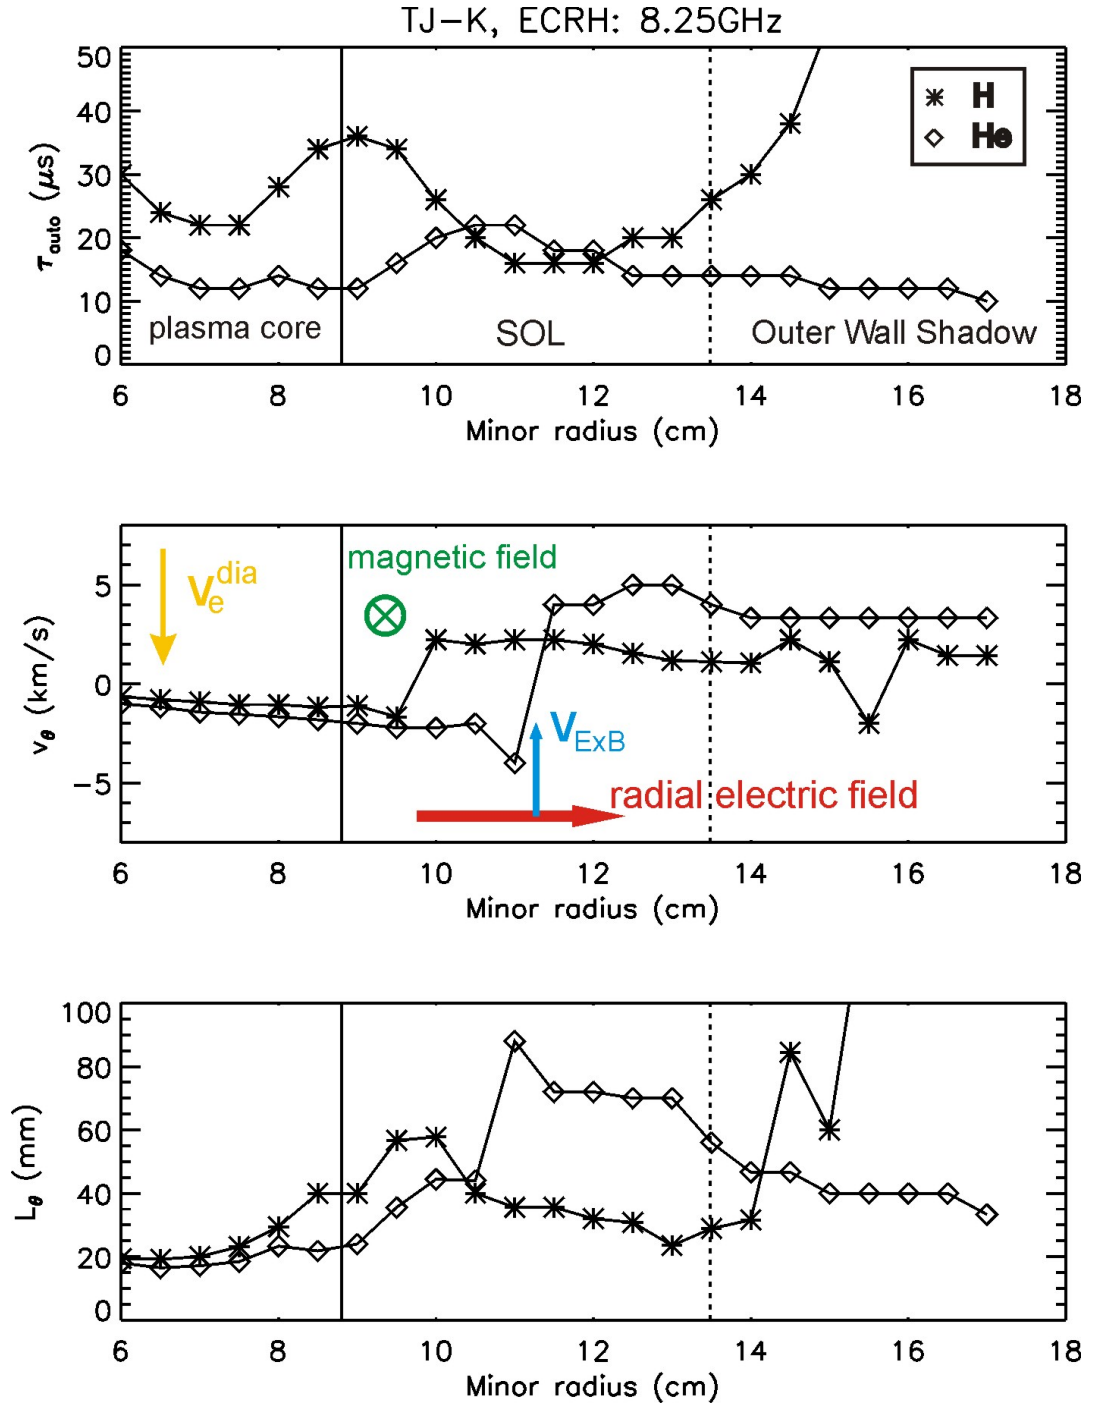 TJ-K, ECRH: 8.25GHz
50
40
30
20
10
0
τauto (μs)
H
He
plasma core
SOL
Outer Wall Shadow
6 8 10 12 14 16 18
Minor radius (cm)
5
0
-5
vθ (km/s)
Vedia
magnetic field
VExB
radial electric field
6 8 10 12 14 16 18
Minor radius (cm)
100
80
60
40
20
0
Lθ (mm)
6 8 10 12 14 16 18
Minor radius (cm)